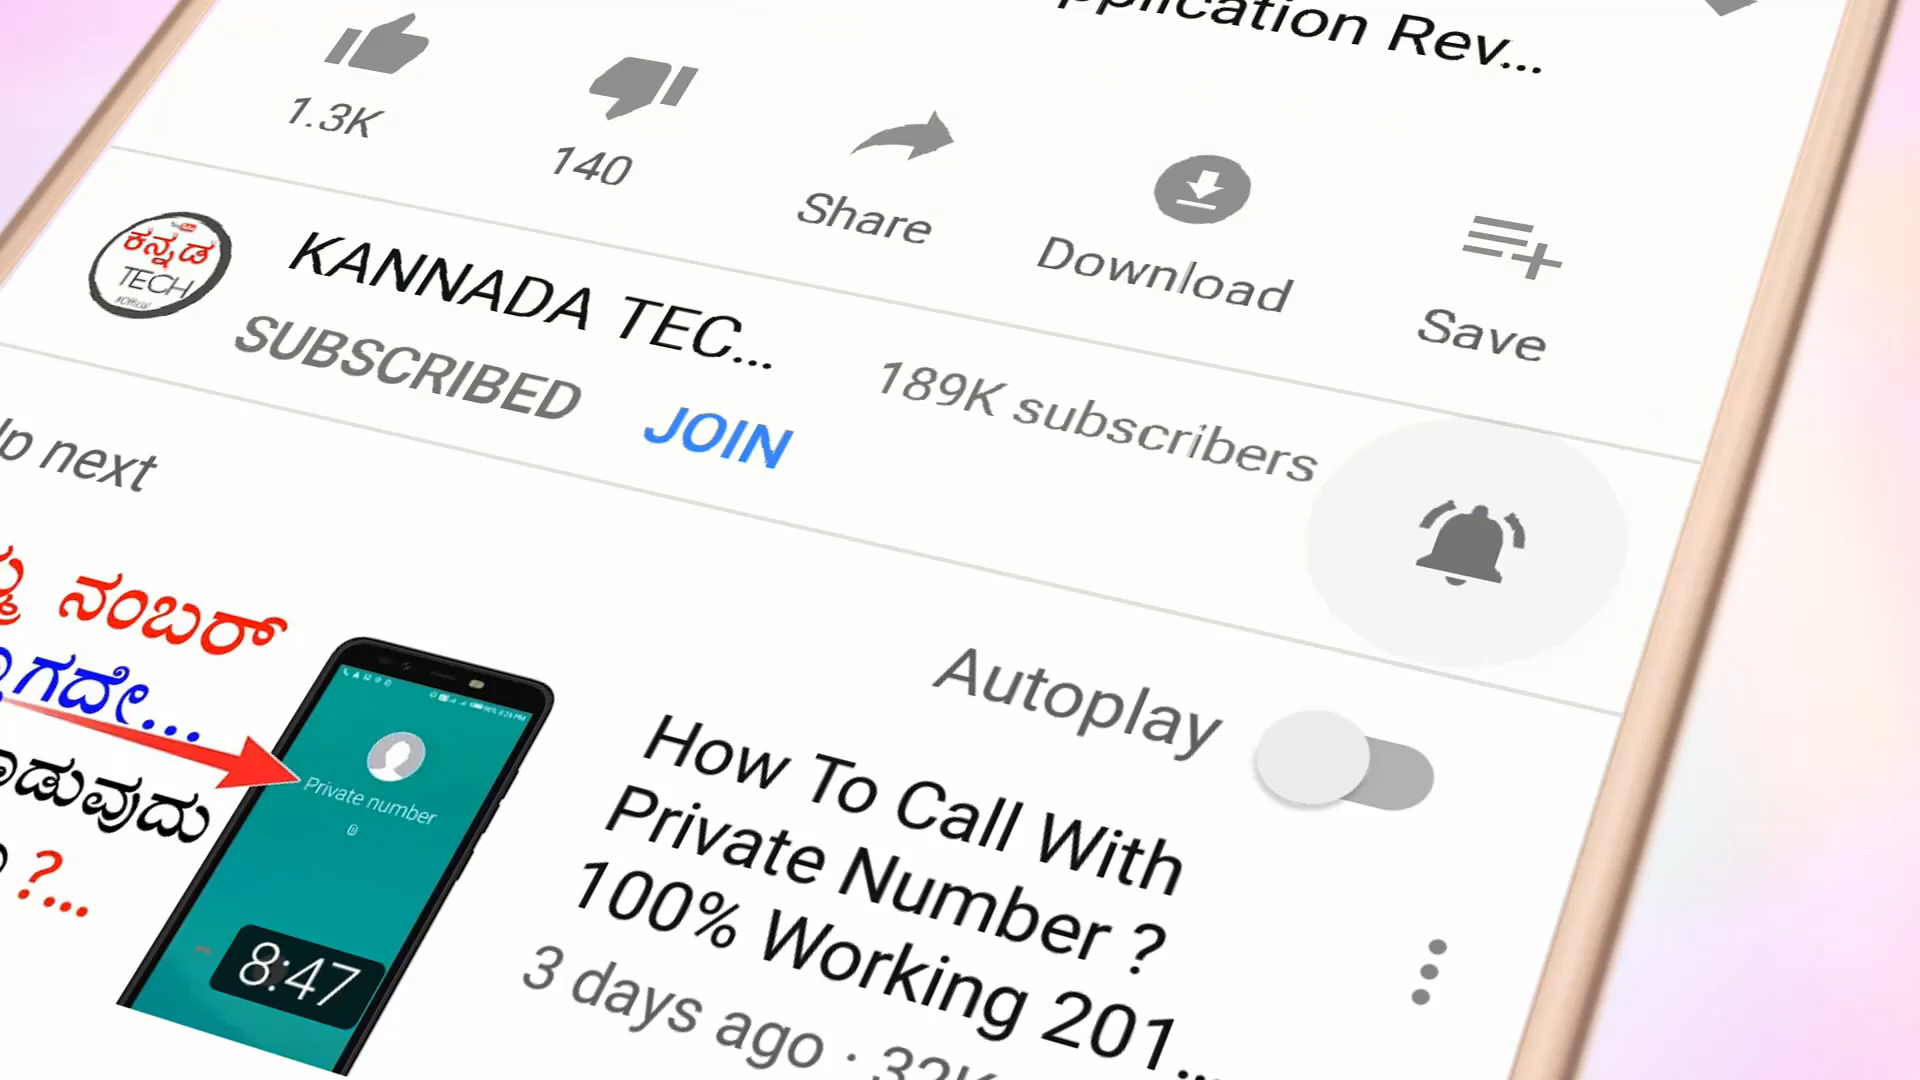 Rev...
1.3K
140
Share
Download
Save
YouTube
ಕನ್ನಡ
TECH
KANNADA TEC...
189K subscribers
SUBSCRIBED
JOIN
next
Autoplay
ನಂಬರ್
?...
Private number
8:47
How To Call With
Private Number ?
100% Working 201...
3 days ago ·